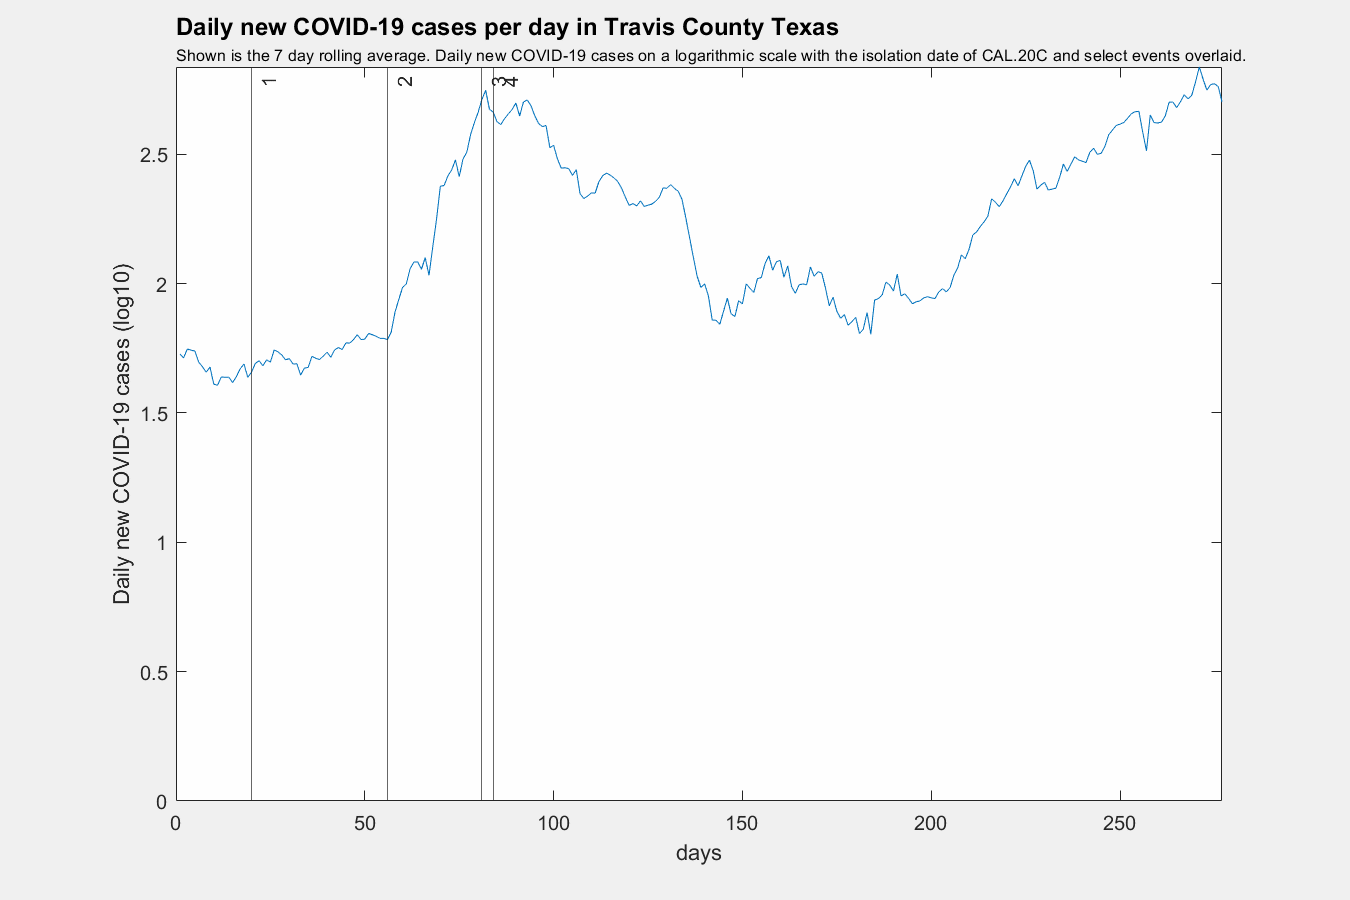 Daily new COVID-19 cases per day in Travis County Texas
Shown is the 7 day rolling average. Daily new COVID-19 cases on a logarithmic scale with the isolation date of CAL.20C and select events overlaid.
1
2
3
4
2.5
2
1.5
1
0.5
0
Daily new COVID-19 cases (log10)
0 50 100 150 200 250
days